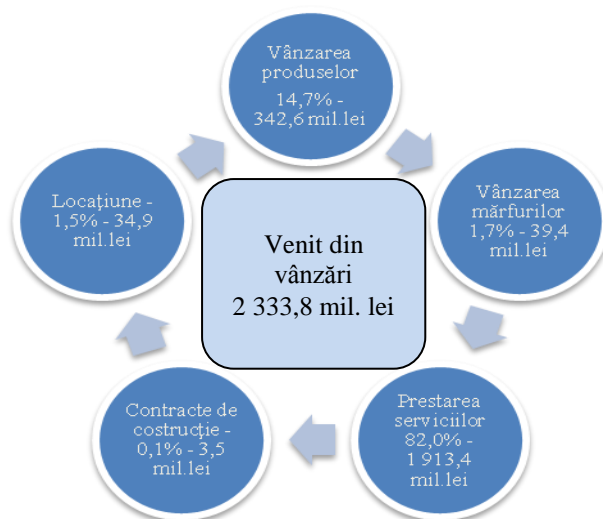 Vânzarea
produselor
14,7% -
342,6 mil.lei
Vânzarea
mărfurilor
1,7% - 39,4
mil.lei
Prestarea
serviciilor
82,0% -
1 913,4
mil.lei
Contracte de
costrucție -
0,1% - 3,5
mil.lei
Locațiune -
1,5% - 34,9
mil.lei
Venit din
vânzări
2 333,8 mil. lei